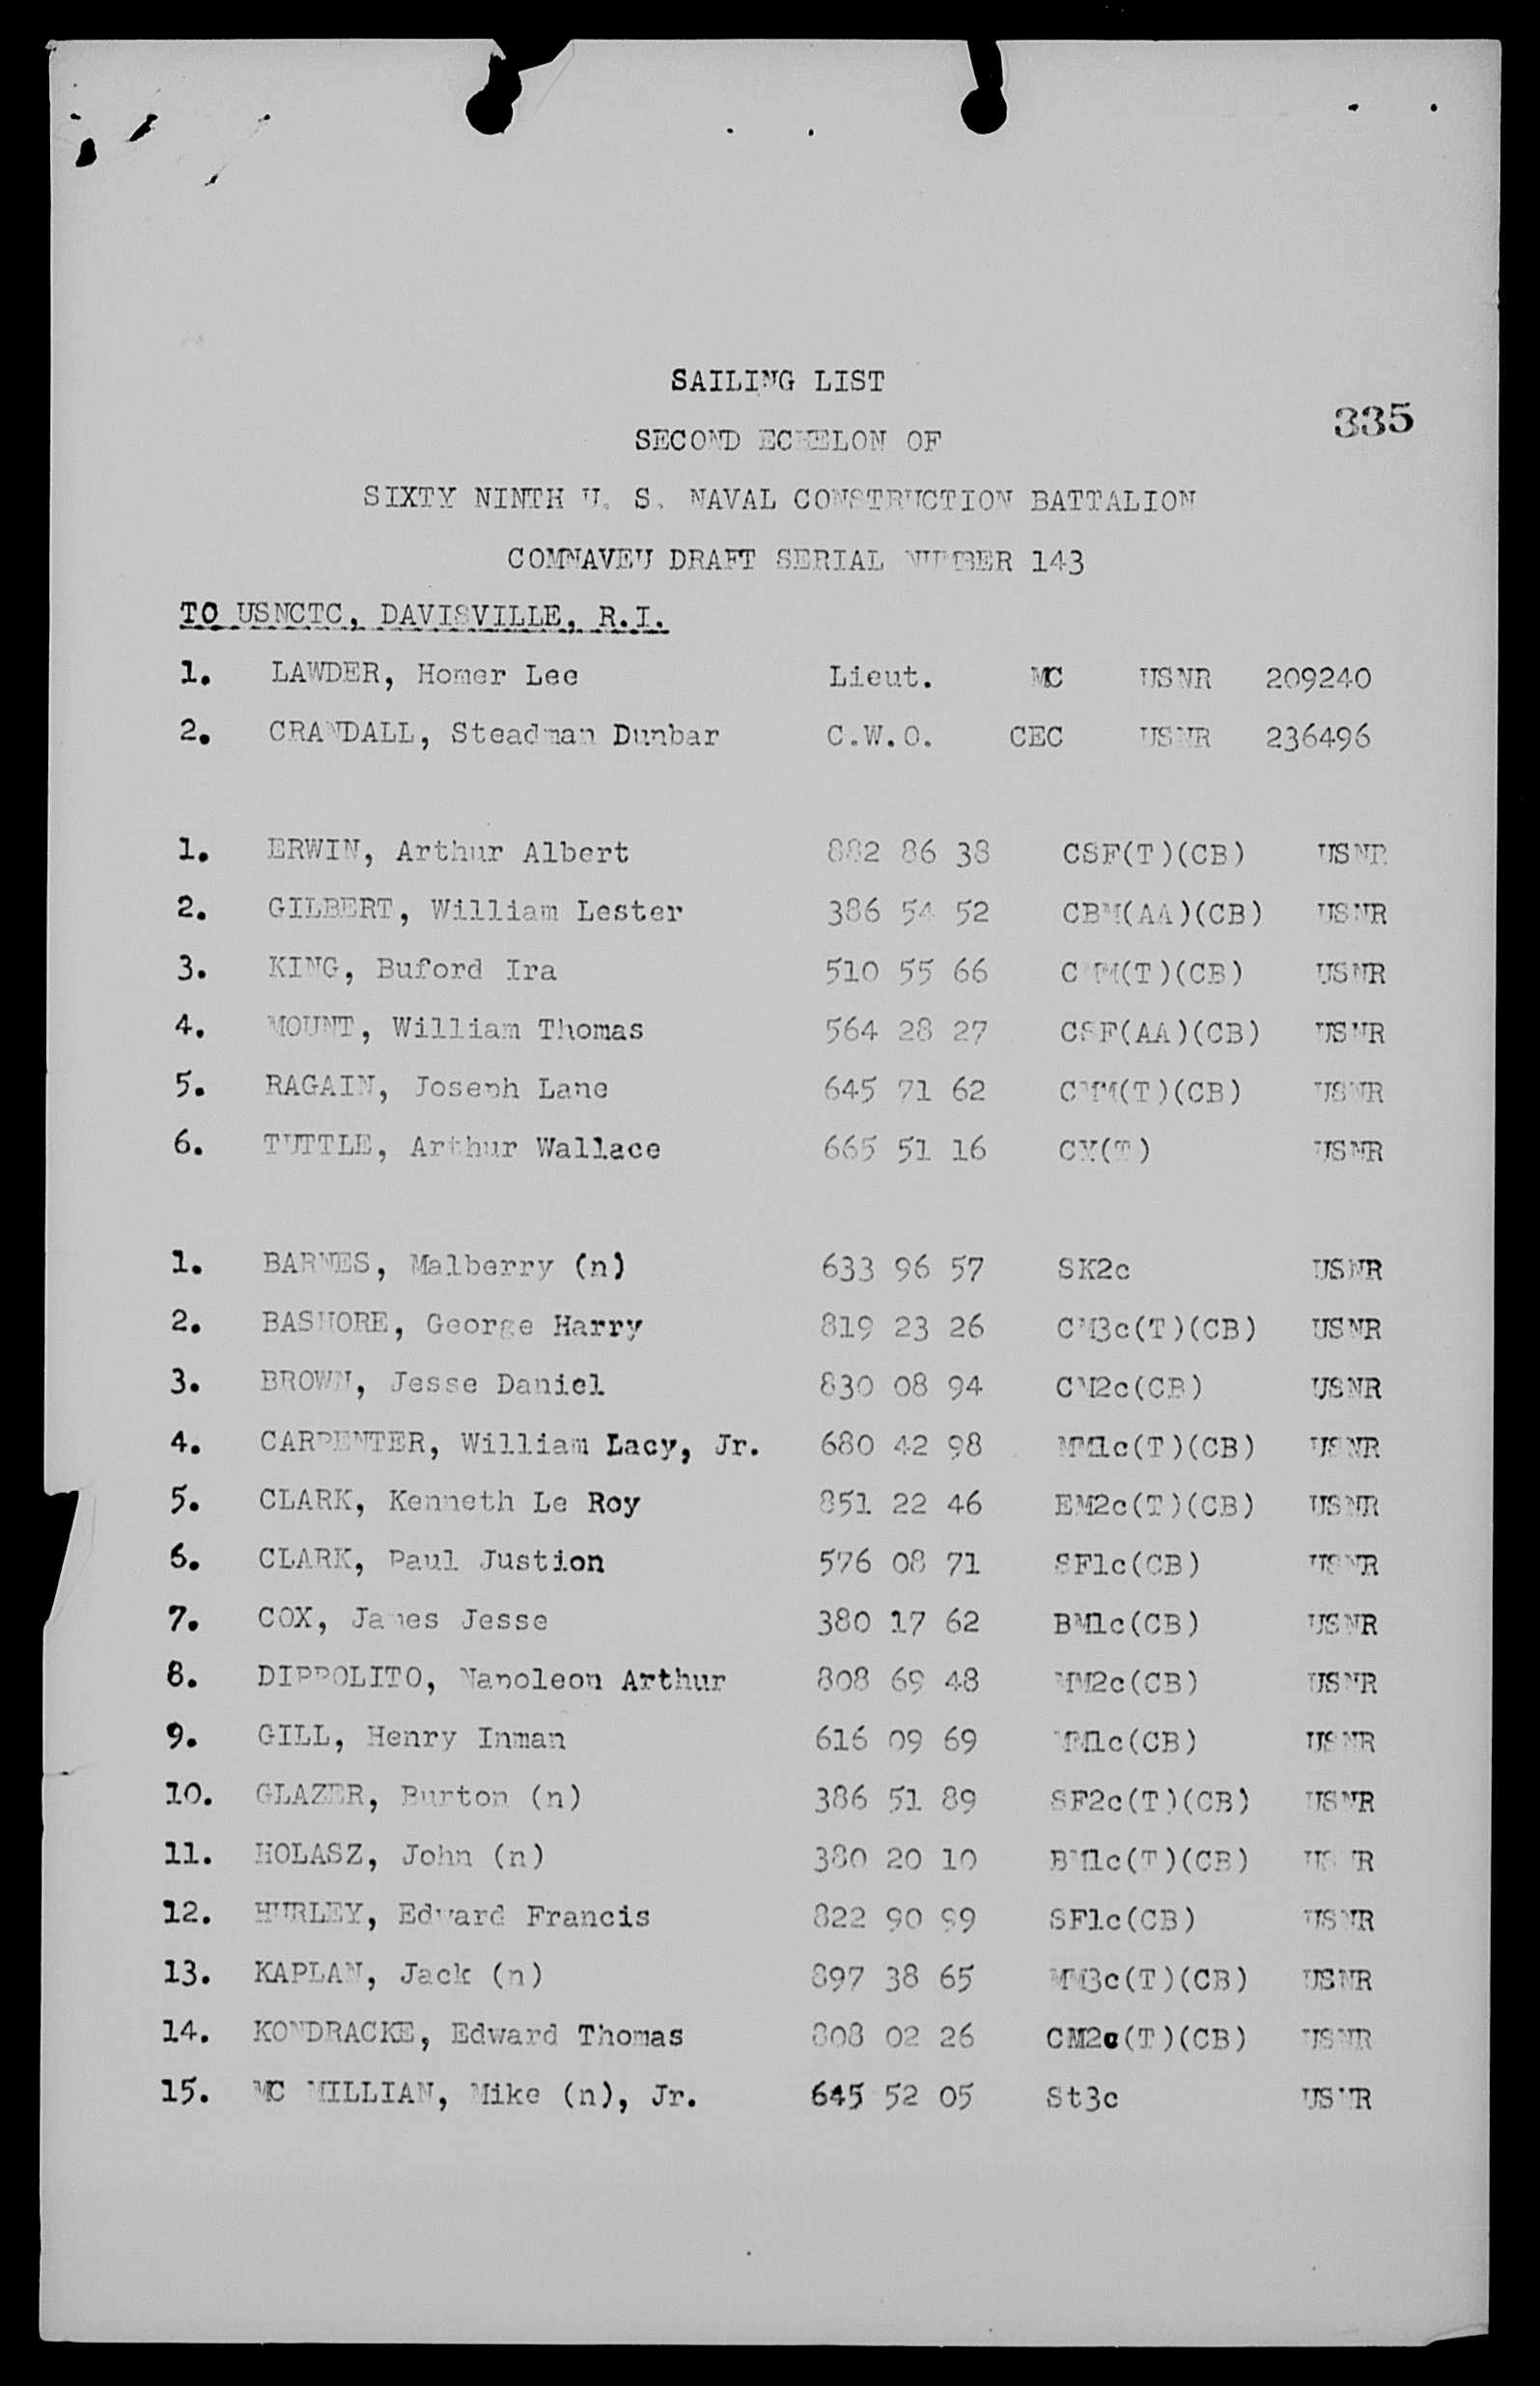 SAILING LIST
335
SECOND ECHELON OF
SIXTY NINTH U. S. NAVAL CONSTRUCTION BATTALION
COMNAVEU DRAFT SERIAL NUMBER 143
TO USNCTC, DAVISVILLE, R.I.
1. LAWDER, Homer Lee Lieut. MC USNR 209240
2. CRANDALL, Steadman Dunbar C.W.O. CEC USNR 236496
1. ERWIN, Arthur Albert 882 86 38 CSF(T)(CB) USNR
2. GILBERT, William Lester 386 54 52 CBM(AA)(CB) USNR
3. KING, Buford Ira 510 55 66 CMM(T)(CB) USNR
4. MOUNT, William Thomas 564 28 27 CSF(AA)(CB) USNR
5. RAGAIN, Joseph Lane 645 71 62 CMM(T)(CB) USNR
6. TUTTLE, Arthur Wallace 665 51 16 CY(T) USNR
1. BARNES, Malberry (n) 633 96 57 SK2c USNR
2. BASHORE, George Harry 819 23 26 CM3c(T)(CB) USNR
3. BROWN, Jesse Daniel 830 08 94 CM2c(CB) USNR
4. CARPENTER, William Lacy, Jr. 680 42 98 MM1c(T)(CB) USNR
5. CLARK, Kenneth Le Roy 851 22 46 EM2c(T)(CB) USNR
6. CLARK, Paul Justion 576 08 71 SF1c(CB) USNR
7. COX, James Jesse 380 17 62 BM1c(CB) USNR
8. DIPPOLITO, Napoleon Arthur 808 69 48 MM2c(CB) USNR
9. GILL, Henry Inman 616 09 69 MM1c(CB) USNR
10. GLAZER, Burton (n) 386 51 89 SF2c(T)(CB) USNR
11. HOLASZ, John (n) 380 20 10 BM1c(T)(CB) USNR
12. HURLEY, Edward Francis 822 90 99 SF1c(CB) USNR
13. KAPLAN, Jack (n) 897 38 65 MM3c(T)(CB) USNR
14. KONDRACKE, Edward Thomas 808 02 26 CM2c(T)(CB) USNR
15. MC MILLIAN, Mike (n), Jr. 645 52 05 St3c USNR